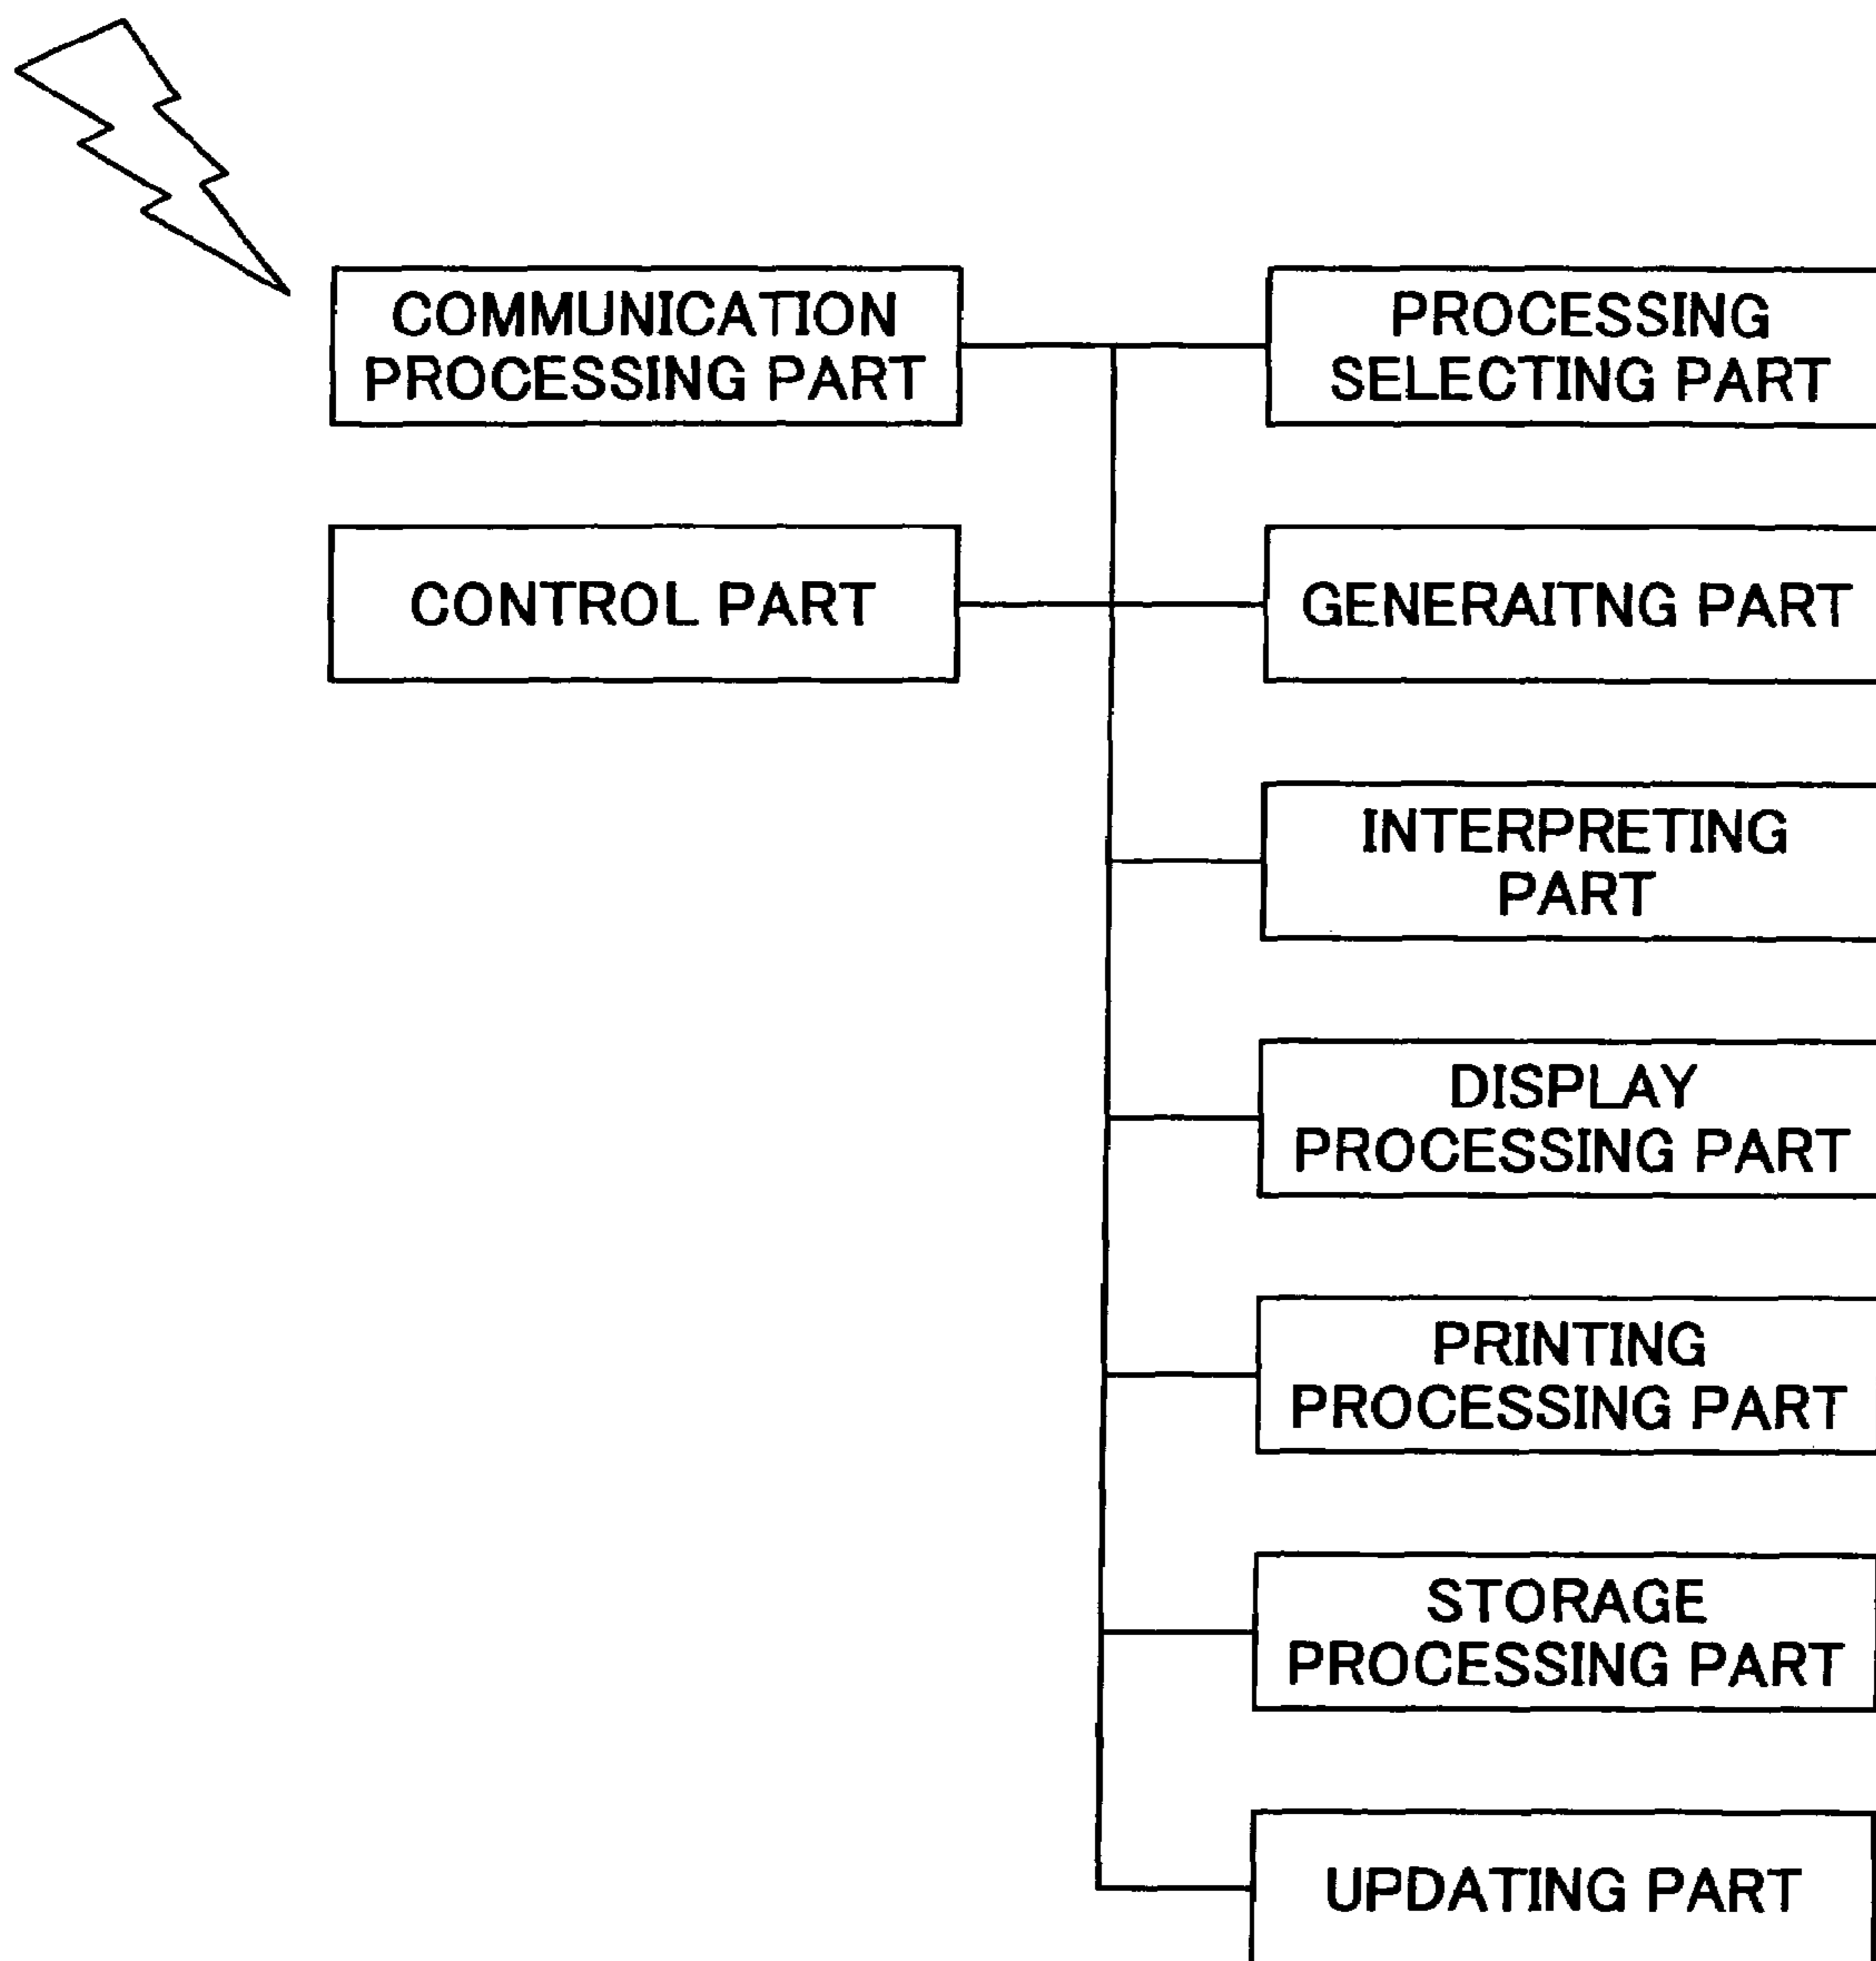 COMMUNICATION
PROCESSING PART
PROCESSING
SELECTING PART
CONTROL PART
GENERAITNG PART
INTERPRETING
PART
DISPLAY
PROCESSING PART
PRINTING
PROCESSING PART
STORAGE
PROCESSING PART
UPDATING PART